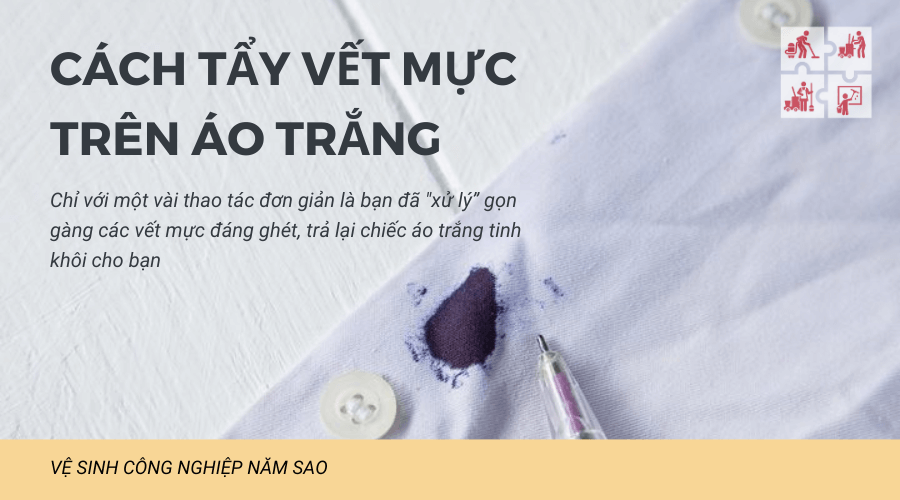 CÁCH TẨY VẾT MỰC
TRÊN ÁO TRẮNG
Chỉ với một vài thao tác đơn giản là bạn đã "xử lý” gọn
gàng các vết mực đáng ghét, trả lại chiếc áo trắng tinh
khôi cho bạn
VỆ SINH CÔNG NGHIỆP NĂM SAO